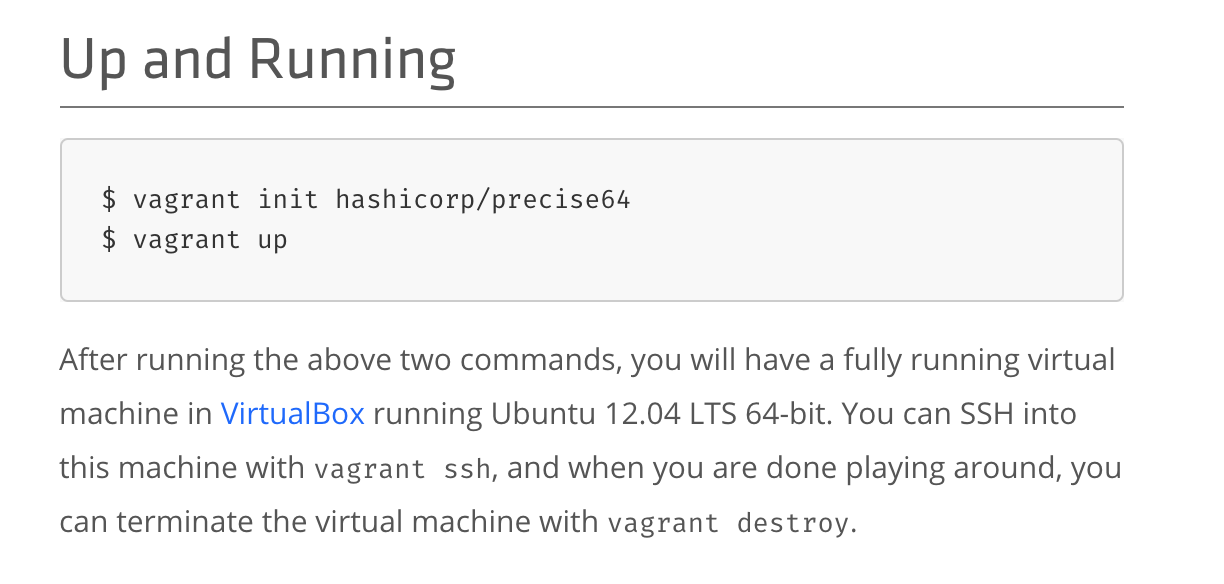 Up and Running
$ vagrant init hashicorp/precise64
$ vagrant up
After running the above two commands, you will have a fully running virtual
machine in VirtualBox running Ubuntu 12.04 LTS 64-bit. You can SSH into
this machine with vagrant ssh, and when you are done playing around, you
can terminate the virtual machine with vagrant destroy.